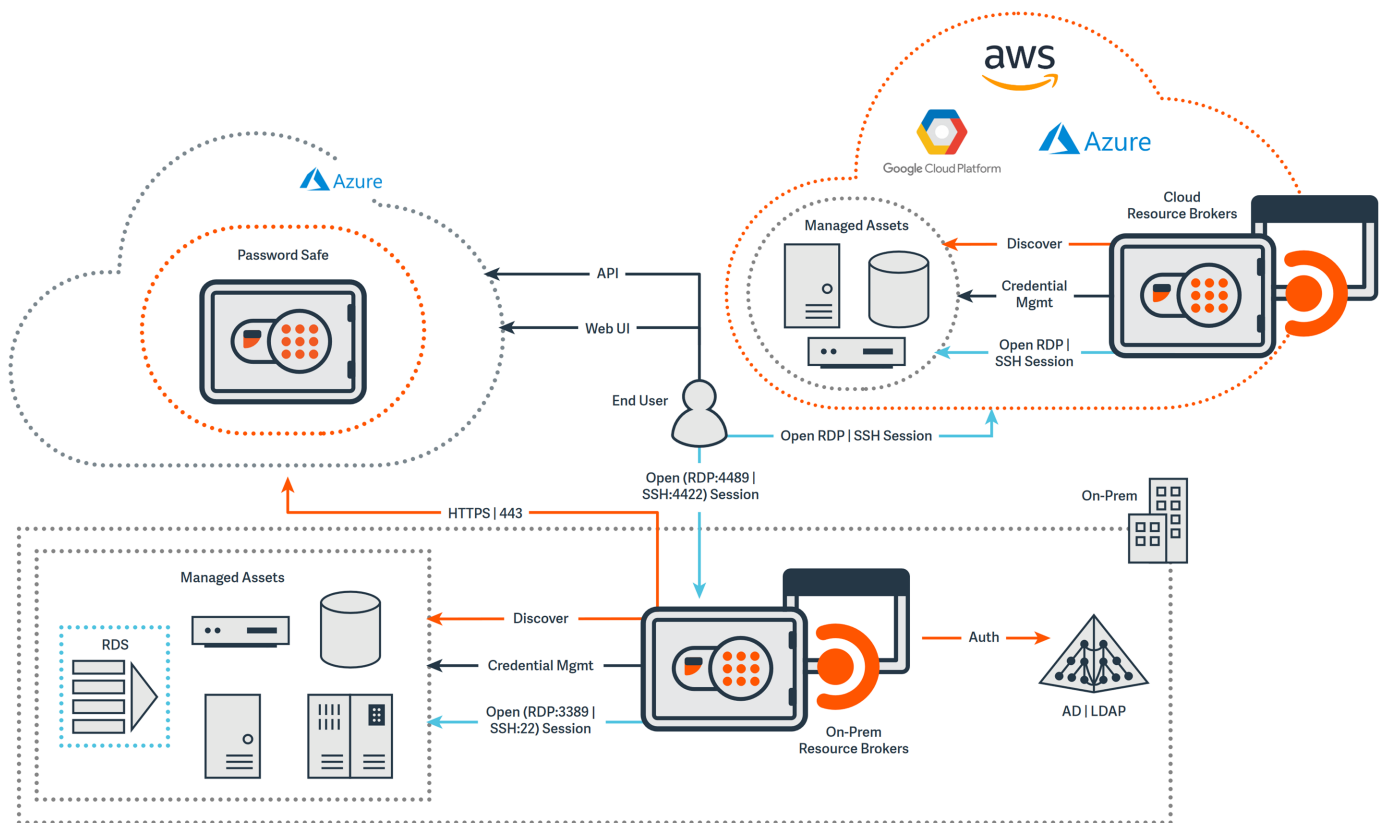 aws
Google Cloud Platform
Azure
Azure
Password Safe
API
Web UI
End User
Managed Assets
Cloud
Resource Brokers
Discover
Credential
Mgmt
Open RDP |
SSH Session
Open RDP | SSH Session
Open (RDP:4489 |
SSH:4422) Session
HTTPS | 443
On-Prem
Managed Assets
RDS
Discover
Credential Mgmt
Open (RDP:3389 |
SSH:22) Session
On-Prem
Resource Brokers
Auth
AD | LDAP